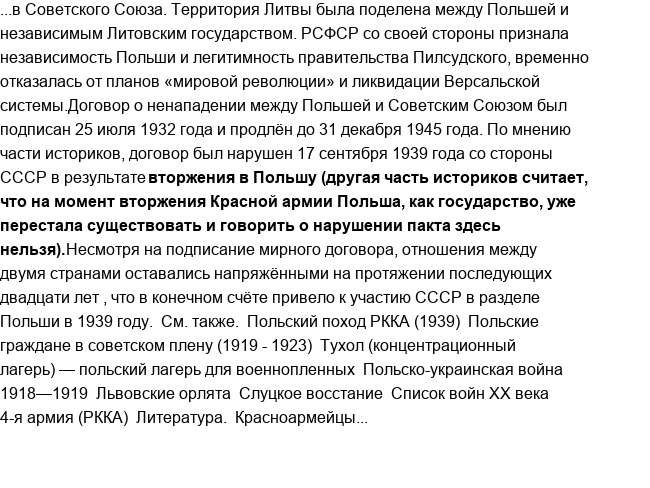 ...в Советского Союза. Территория Литвы была поделена между Польшей и
независимым Литовским государством. РСФСР со своей стороны признала
независимость Польши и легитимность правительства Пилсудского, временно
отказалась от планов «мировой революции» и ликвидации Версальской
системы.Договор о ненападении между Польшей и Советским Союзом был
подписан 25 июля 1932 года и продлён до 31 декабря 1945 года. По мнению
части историков, договор был нарушен 17 сентября 1939 года со стороны
СССР в результате вторжения в Польшу (другая часть историков считает,
что на момент вторжения Красной армии Польша, как государство, уже
перестала существовать и говорить о нарушении пакта здесь
нельзя).Несмотря на подписание мирного договора, отношения между
двумя странами оставались напряжёнными на протяжении последующих
двадцати лет , что в конечном счёте привело к участию СССР в разделе
Польши в 1939 году.  См. также.  Польский поход РККА (1939)  Польские
граждане в советском плену (1919 - 1923)  Тухол (концентрационный
лагерь) — польский лагерь для военнопленных  Польско-украинская война
1918—1919  Львовские орлята  Слуцкое восстание  Список войн XX века
4-я армия (РККА)  Литература.  Красноармейцы...